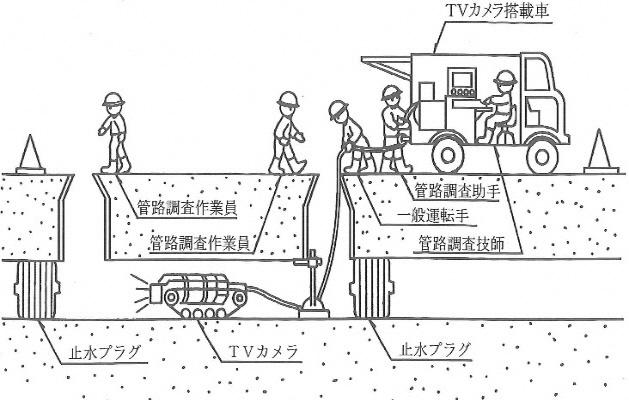 TVカメラ搭載車
管路調査助手
管路調査作業員
一般運転手
管路調査作業員
管路調査技師
止水プラグ
TVカメラ
止水プラグ